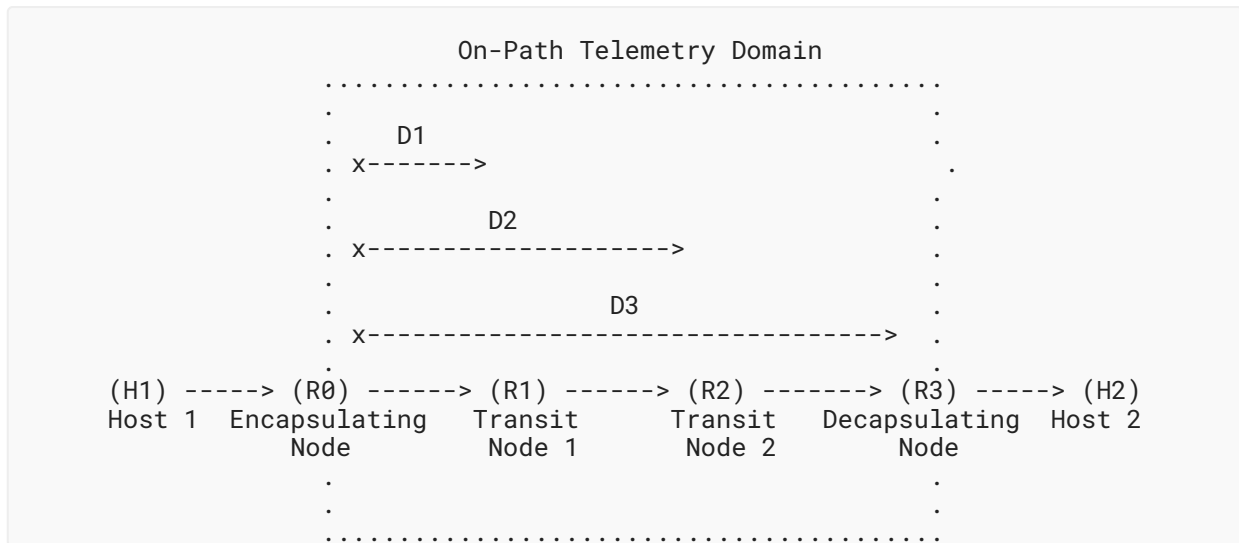 On-Path Telemetry Domain
.........................................
.                                       .
.    D1                                 .
. x------->                              .
.                                       .
.          D2                           .
. x-------------------->                .
.                                       .
.                  D3                   .
. x---------------------------------->  .
.                                       .
(H1) -----> (R0) ------> (R1) ------> (R2) -------> (R3) -----> (H2)
Host 1  Encapsulating   Transit      Transit   Decapsulating  Host 2
Node         Node 1       Node 2        Node
.                                       .
.                                       .
.........................................